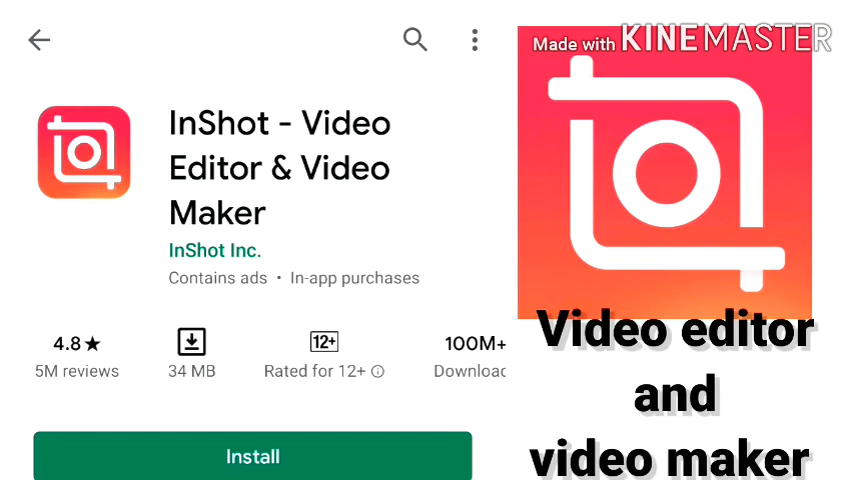 InShot - Video
Editor & Video
Maker
InShot Inc.
Contains ads • In-app purchases
4.8★
5M reviews
34 MB
12+
Rated for 12+
100M+
Downloac
Install
Made with KINEMASTER
Video editor
and
video maker